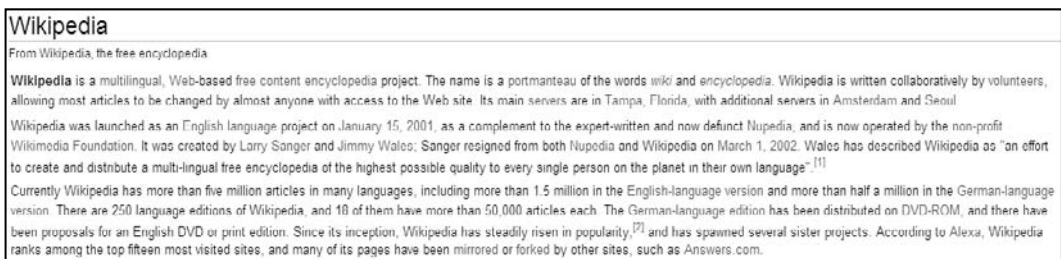 Wikipedia
From Wikipedia, the free encyclopedia
Wikipedia is a multilingual, Web-based free content encyclopedia project. The name is a portmanteau of the words wiki and encyclopedia. Wikipedia is written collaboratively by volunteers,
allowing most articles to be changed by almost anyone with access to the Web site. Its main servers are in Tampa, Florida, with additional servers in Amsterdam and Seoul
Wikipedia was launched as an English language project on January 15, 2001, as a complement to the expert-written and now defunct Nupedia, and is now operated by the non-profit
Wikimedia Foundation. It was created by Larry Sanger and Jimmy Wales; Sanger resigned from both Nupedia and Wikipedia on March 1, 2002. Wales has described Wikipedia as "an effort
to create and distribute a multi-lingual free encyclopedia of the highest possible quality to every single person on the planet in their own language".[1]
Currently Wikipedia has more than five million articles in many languages, including more than 1.5 million in the English-language version and more than half a million in the German-language
version. There are 250 language editions of Wikipedia, and 18 of them have more than 50,000 articles each. The German-language edition has been distributed on DVD-ROM, and there have
been proposals for an English DVD or print edition. Since its inception, Wikipedia has steadily risen in popularity,[2] and has spawned several sister projects. According to Alexa, Wikipedia
ranks among the top fifteen most visited sites, and many of its pages have been mirrored or forked by other sites, such as Answers.com.